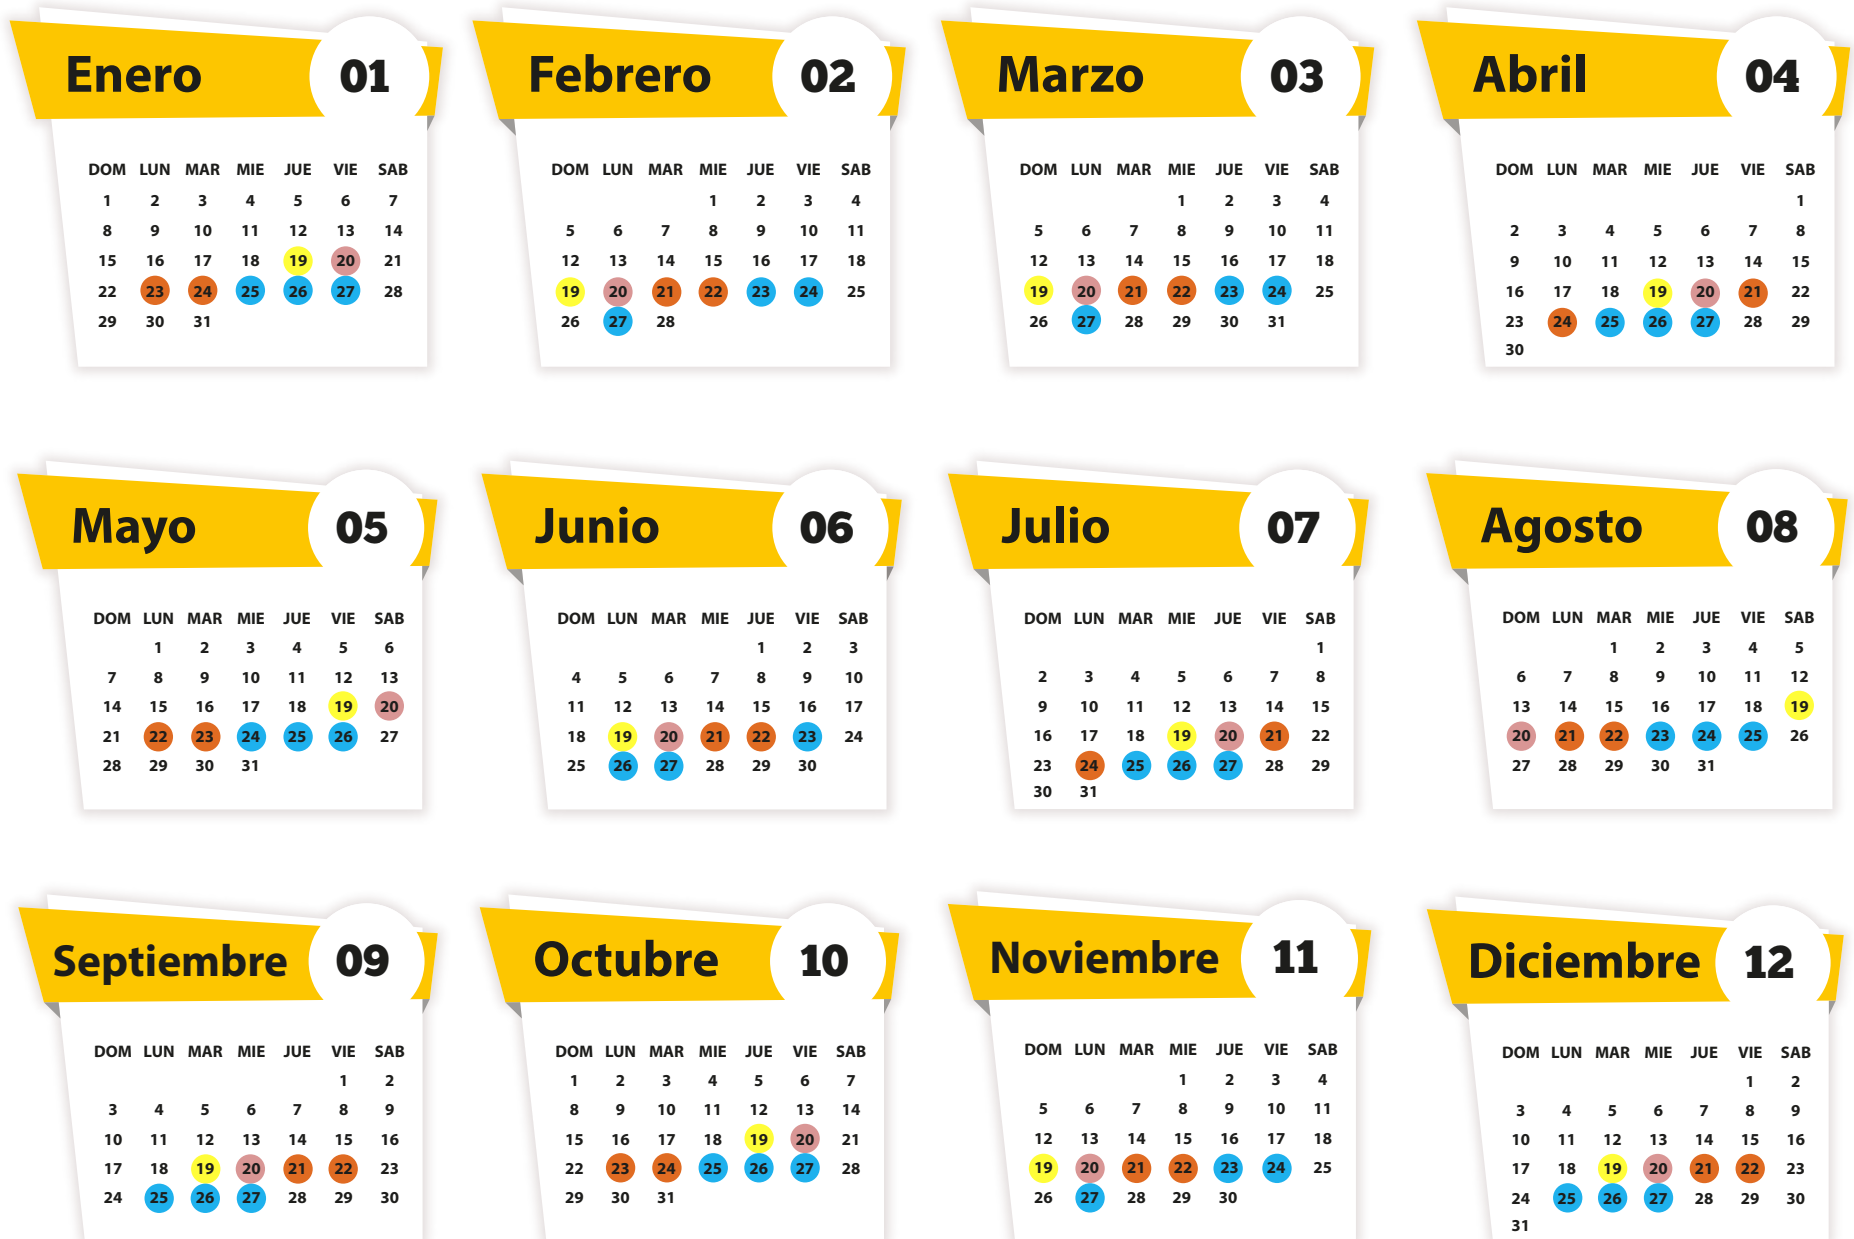 Enero 01
DOM LUN MAR MIE JUE VIE SAB
1 2 3 4 5 6 7
8 9 10 11 12 13 14
15 16 17 18 19 20 21
22 23 24 25 26 27 28
29 30 31
Febrero 02
DOM LUN MAR MIE JUE VIE SAB
1 2 3 4
5 6 7 8 9 10 11
12 13 14 15 16 17 18
19 20 21 22 23 24 25
26 27 28
Marzo 03
DOM LUN MAR MIE JUE VIE SAB
1 2 3 4
5 6 7 8 9 10 11
12 13 14 15 16 17 18
19 20 21 22 23 24 25
26 27 28 29 30 31
Abril 04
DOM LUN MAR MIE JUE VIE SAB
1
2 3 4 5 6 7 8
9 10 11 12 13 14 15
16 17 18 19 20 21 22
23 24 25 26 27 28 29
30
Mayo 05
DOM LUN MAR MIE JUE VIE SAB
1 2 3 4 5 6
7 8 9 10 11 12 13
14 15 16 17 18 19 20
21 22 23 24 25 26 27
28 29 30 31
Junio 06
DOM LUN MAR MIE JUE VIE SAB
1 2 3
4 5 6 7 8 9 10
11 12 13 14 15 16 17
18 19 20 21 22 23 24
25 26 27 28 29 30
Julio 07
DOM LUN MAR MIE JUE VIE SAB
1
2 3 4 5 6 7 8
9 10 11 12 13 14 15
16 17 18 19 20 21 22
23 24 25 26 27 28 29
30 31
Agosto 08
DOM LUN MAR MIE JUE VIE SAB
1 2 3 4 5
6 7 8 9 10 11 12
13 14 15 16 17 18 19
20 21 22 23 24 25 26
27 28 29 30 31
Septiembre 09
DOM LUN MAR MIE JUE VIE SAB
1 2
3 4 5 6 7 8 9
10 11 12 13 14 15 16
17 18 19 20 21 22 23
24 25 26 27 28 29 30
Octubre 10
DOM LUN MAR MIE JUE VIE SAB
1 2 3 4 5 6 7
8 9 10 11 12 13 14
15 16 17 18 19 20 21
22 23 24 25 26 27 28
29 30 31
Noviembre 11
DOM LUN MAR MIE JUE VIE SAB
1 2 3 4
5 6 7 8 9 10 11
12 13 14 15 16 17 18
19 20 21 22 23 24 25
26 27 28 29 30
Diciembre 12
DOM LUN MAR MIE JUE VIE SAB
1 2
3 4 5 6 7 8 9
10 11 12 13 14 15 16
17 18 19 20 21 22 23
24 25 26 27 28 29 30
31